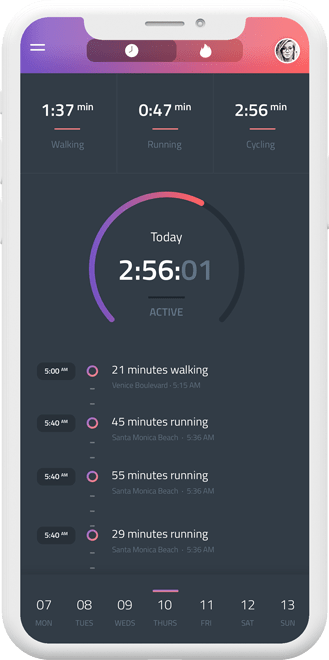 1:37 min 0:47 min 2:56 min
Walking Running Cycling
Today
2:56:01
ACTIVE
5:00 AM 21 minutes walking
Venice Boulevard · 5:15 AM
5:40 AM 45 minutes running
Santa Monica Beach · 5:36 AM
5:40 AM 55 minutes running
Santa Monica Beach · 5:36 AM
5:40 AM 29 minutes running
Santa Monica Beach · 5:36 AM
07 08 09 10 11 12 13
MON TUES WEDS THURS FRI SAT SUN